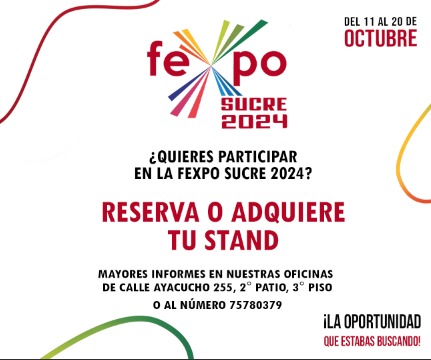 DEL 11 AL 20 DE
OCTUBRE
fexpo
SUCRE
2024
¿QUIERES PARTICIPAR
EN LA FEXPO SUCRE 2024?
RESERVA O ADQUIERE
TU STAND
MAYORES INFORMES EN NUESTRAS OFICINAS
DE CALLE AYACUCHO 255, 2° PATIO, 3° PISO
O AL NÚMERO 75780379
¡LA OPORTUNIDAD
QUE ESTABAS BUSCANDO!